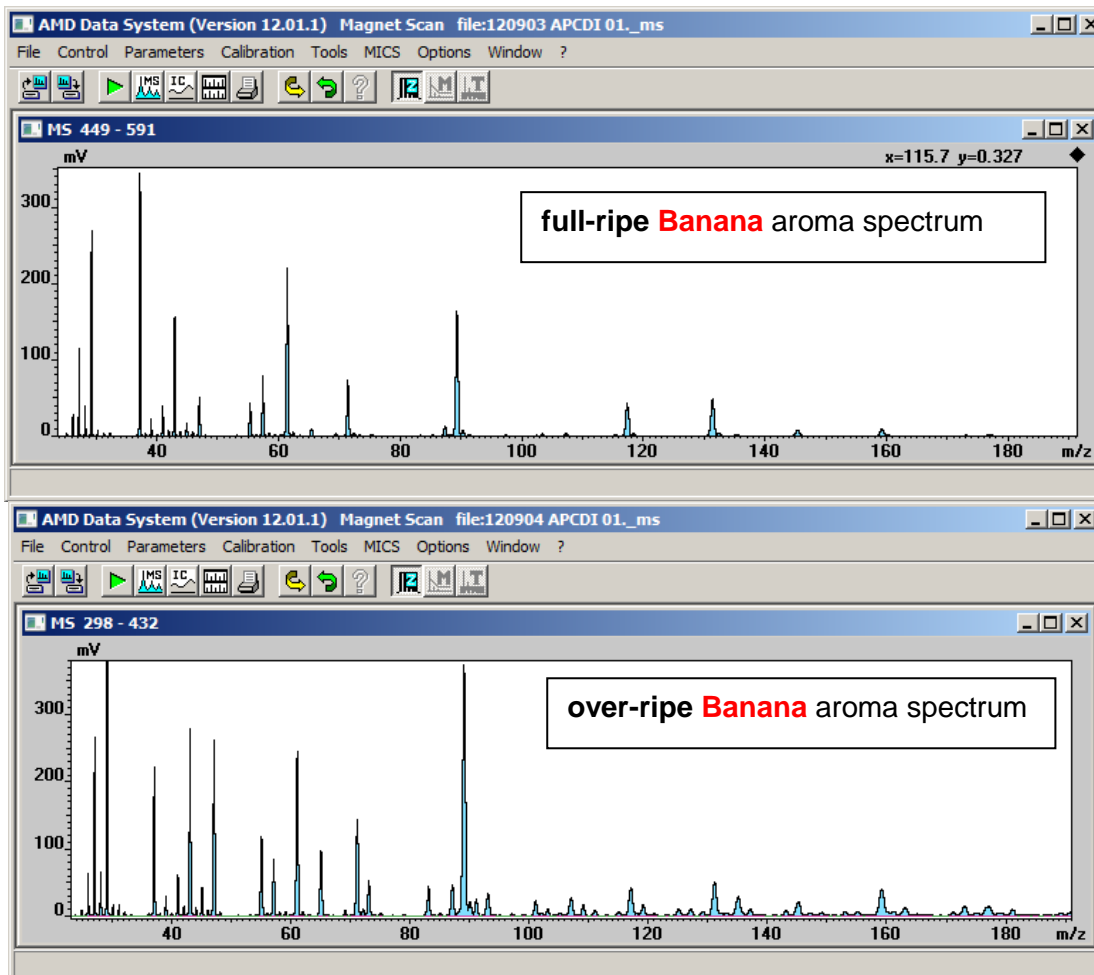 AMD Data System (Version 12.01.1) Magnet Scan file:120903 APCDI 01._ms
File Control Parameters Calibration Tools MICS Options Window ?
MS IC M T
MS 449 - 591
mV
x=115.7 y=0.327
full-ripe Banana aroma spectrum
300
200
100
0
40 60 80 100 120 140 160 180 m/z
AMD Data System (Version 12.01.1) Magnet Scan file:120904 APCDI 01._ms
File Control Parameters Calibration Tools MICS Options Window ?
MS IC M T
MS 298 - 432
mV
over-ripe Banana aroma spectrum
300
200
100
0
40 60 80 100 120 140 160 180 m/z